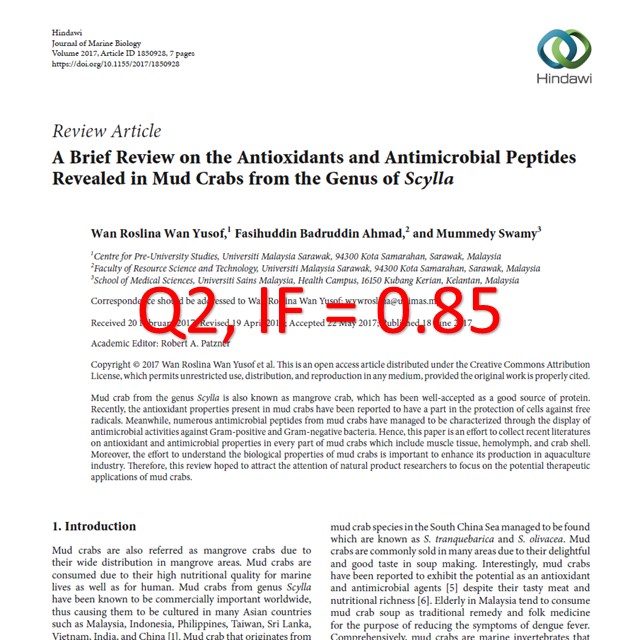 Hindawi
Journal of Marine Biology
Volume 2017, Article ID 1850928, 7 pages
https://doi.org/10.1155/2017/1850928
Hindawi
Review Article
A Brief Review on the Antioxidants and Antimicrobial Peptides
Revealed in Mud Crabs from the Genus of Scylla
Wan Roslina Wan Yusof,1 Fasihuddin Badruddin Ahmad,2 and Mummedy Swamy3
1Centre for Pre-University Studies, Universiti Malaysia Sarawak, 94300 Kota Samarahan, Sarawak, Malaysia
2Faculty of Resource Science and Technology, Universiti Malaysia Sarawak, 94300 Kota Samarahan, Sarawak, Malaysia
3School of Medical Sciences, Universiti Sains Malaysia, Health Campus, 16150 Kubang Kerian, Kelantan, Malaysia
Correspondence should be addressed to Wan Roslina Wan Yusof;
Q2, IF = 0.85
Received 20 February 2017; Revised 19 April 2017; Accepted 22 May 2017; Published 18 June 2017
Academic Editor: Robert A. Patzner
Copyright © 2017 Wan Roslina Wan Yusof et al. This is an open access article distributed under the Creative Commons Attribution
License, which permits unrestricted use, distribution, and reproduction in any medium, provided the original work is properly cited.
Mud crab from the genus Scylla is also known as mangrove crab, which has been well-accepted as a good source of protein.
Recently, the antioxidant properties present in mud crabs have been reported to have a part in the protection of cells against free
radicals. Meanwhile, numerous antimicrobial peptides from mud crabs have managed to be characterized through the display of
antimicrobial activities against Gram-positive and Gram-negative bacteria. Hence, this paper is an effort to collect recent literatures
on antioxidant and antimicrobial properties in every part of mud crabs which include muscle tissue, hemolymph, and crab shell.
Moreover, the effort to understand the biological properties of mud crabs is important to enhance its production in aquaculture
industry. Therefore, this review hoped to attract the attention of natural product researchers to focus on the potential therapeutic
applications of mud crabs.
1. Introduction
Mud crabs are also referred as mangrove crabs due to
their wide distribution in mangrove areas. Mud crabs are
consumed due to their high nutritional quality for marine
lives as well as for human. Mud crabs from genus Scylla
have been known to be commercially important worldwide,
thus causing them to be cultured in many Asian countries
such as Malaysia, Indonesia, Philippines, Taiwan, Sri Lanka,
Vietnam, India, and China [1]. Mud crab that originates from
mud crab species in the South China Sea managed to be found
which are known as S. tranquebarica and S. olivacea. Mud
crabs are commonly sold in many areas due to their delightful
and good taste in soup making. Interestingly, mud crabs
have been reported to exhibit the potential as an antioxidant
and antimicrobial agents [5] despite their tasty meat and
nutritional richness [6]. Elderly in Malaysia tend to consume
mud crab soup as traditional remedy and folk medicine
for the purpose of reducing the symptoms of dengue fever.
Comprehensively, mud crabs are marine invertebrates that